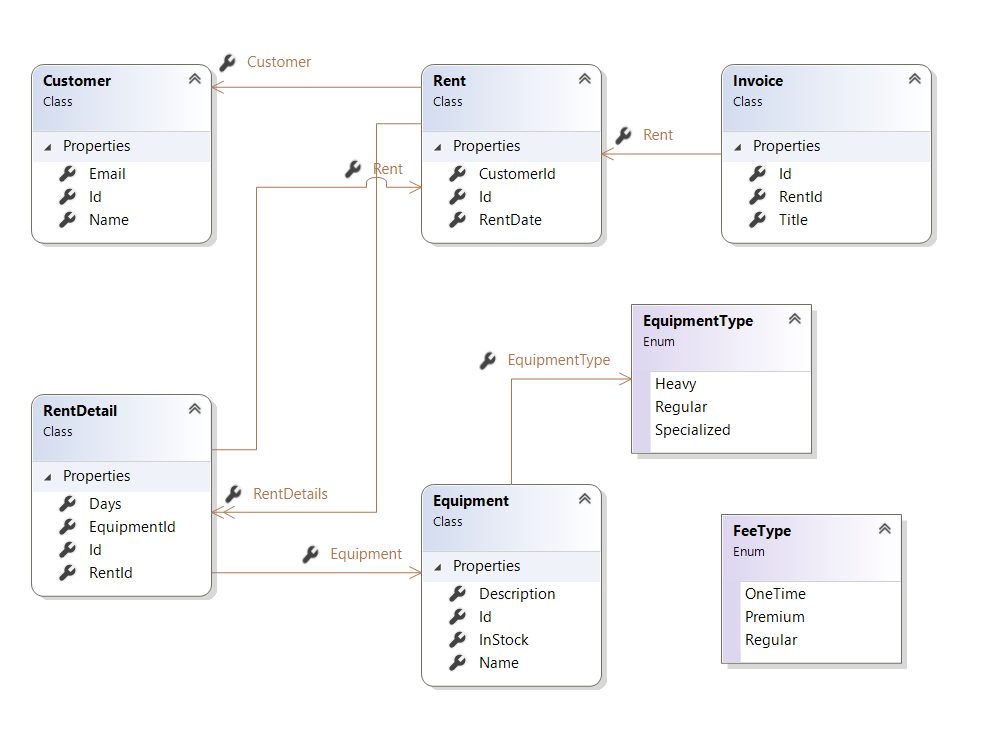 Customer
Customer
Class
Properties
Email
Id
Name
Rent
Rent
Class
Properties
CustomerId
Id
RentDate
Rent
Invoice
Class
Properties
Id
RentId
Title
Rent
EquipmentType
Enum
Heavy
Regular
Specialized
EquipmentType
RentDetail
Class
Properties
Days
EquipmentId
Id
RentId
RentDetails
Equipment
Equipment
Class
Properties
Description
Id
InStock
Name
FeeType
Enum
OneTime
Premium
Regular